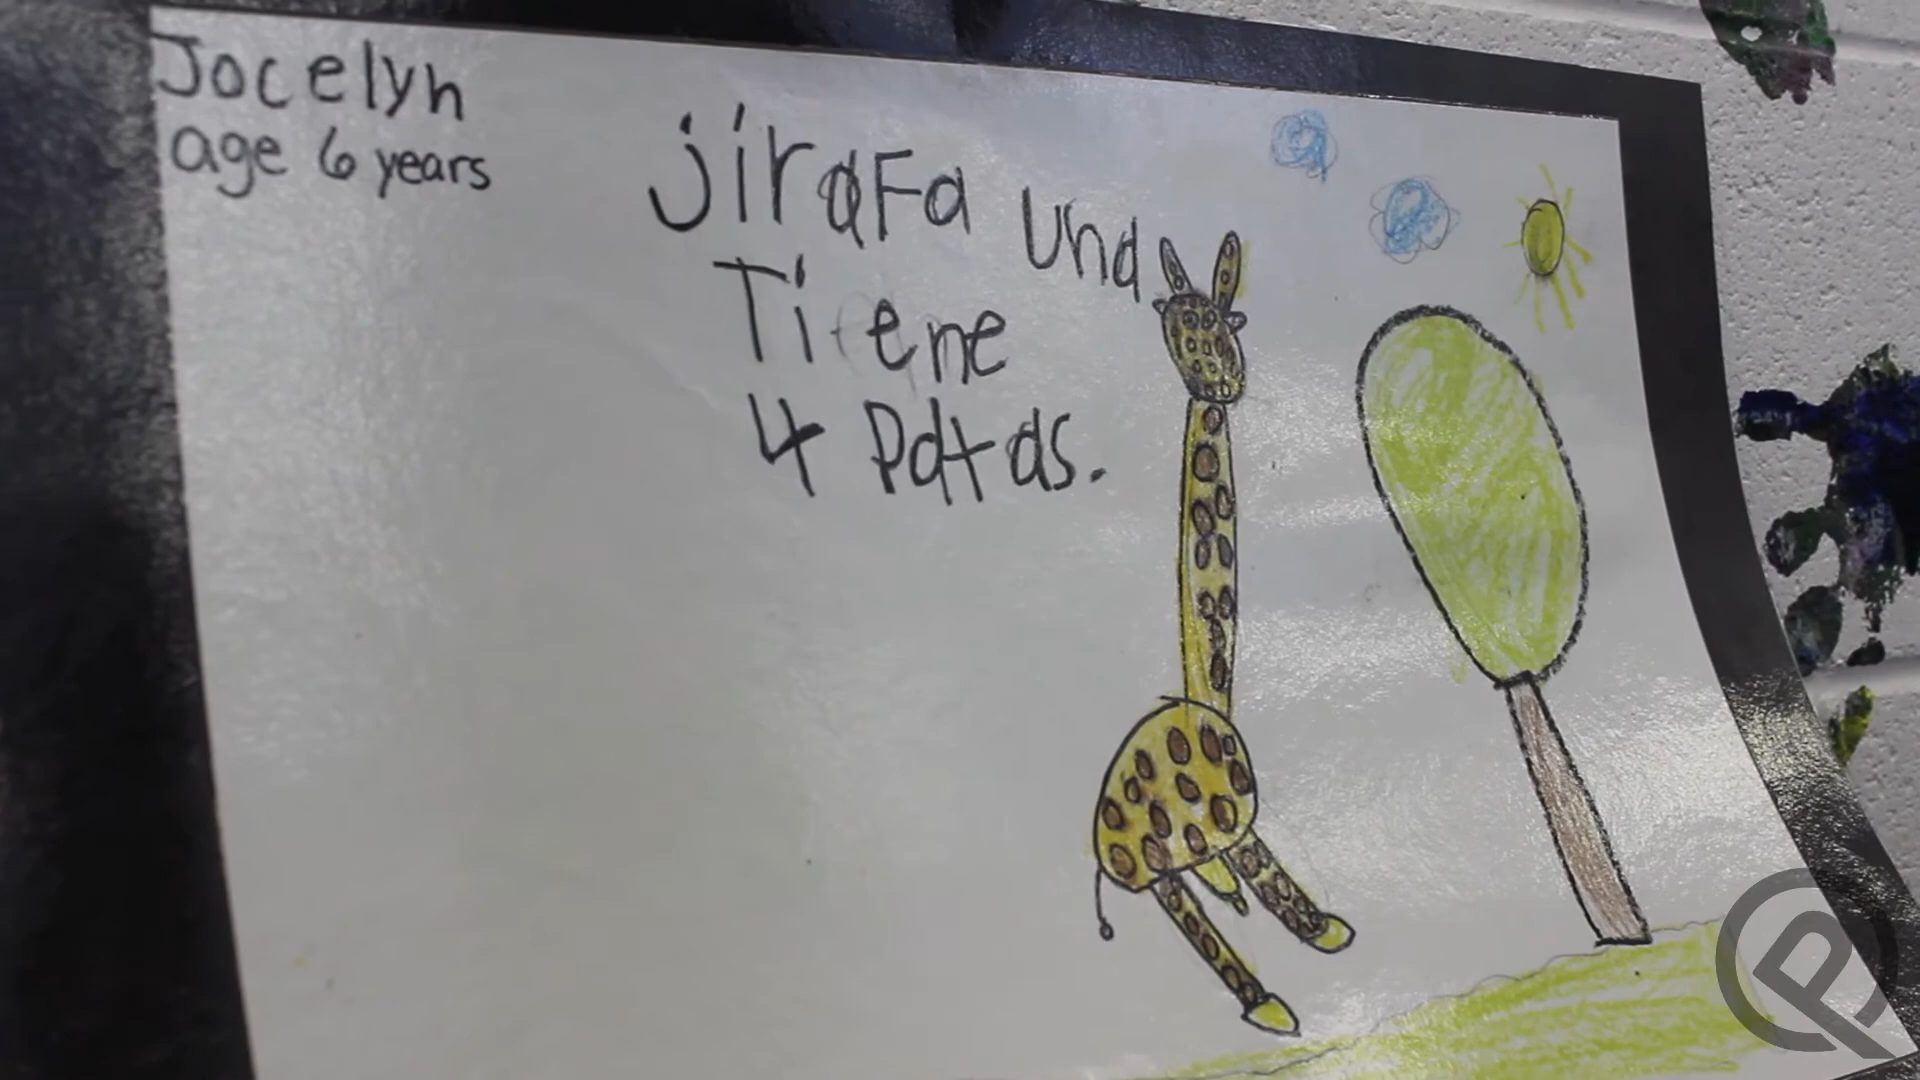 Jocelyn
age 6 years
jiraFa una
Tiene
4 Patas.